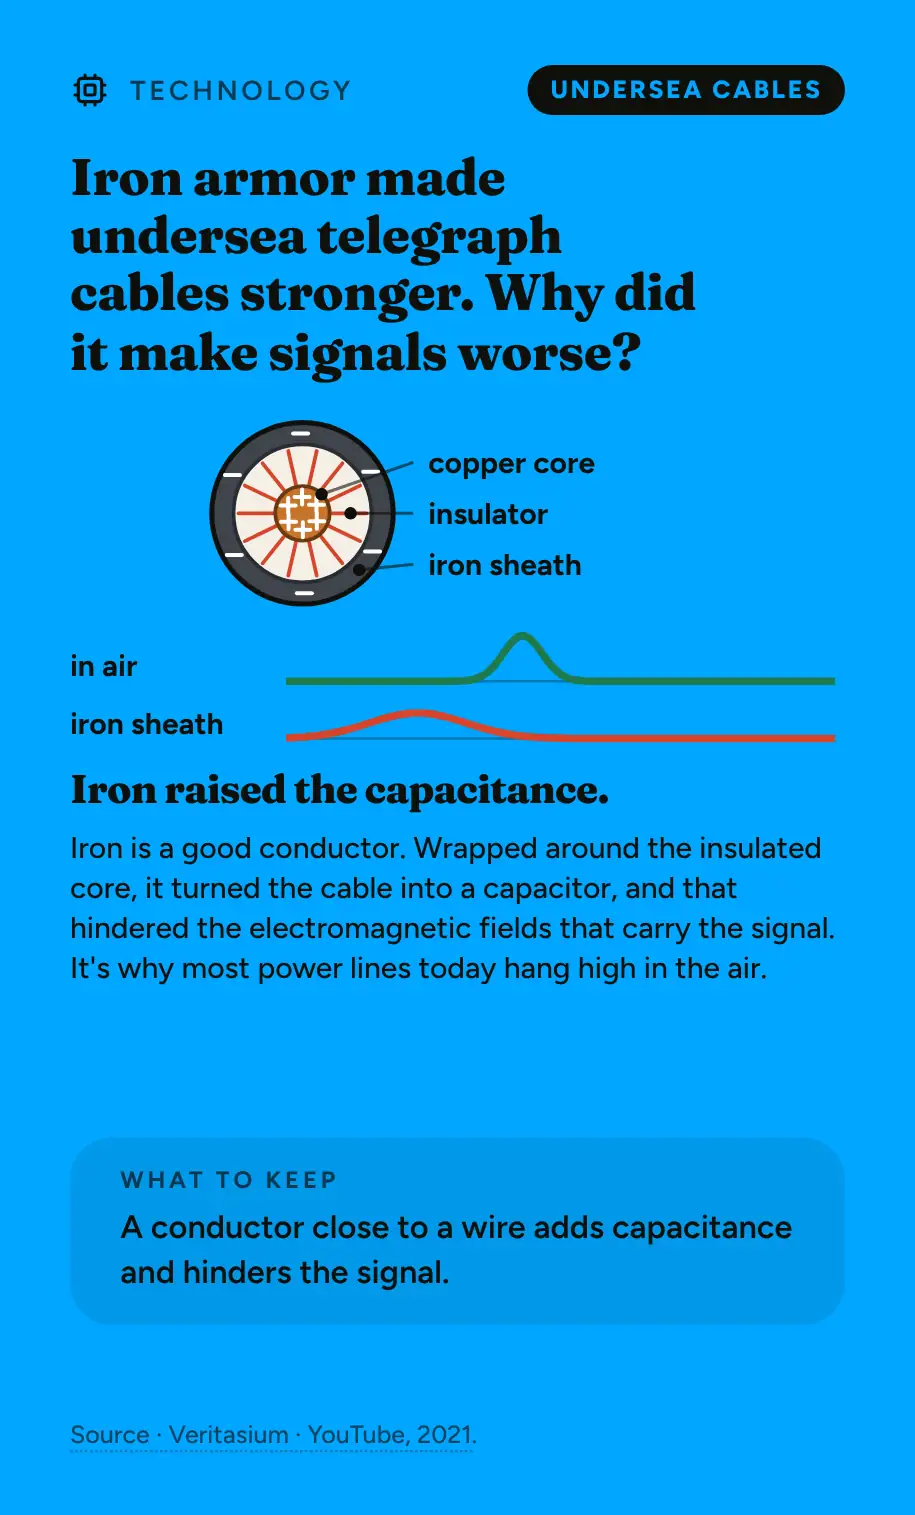 TECHNOLOGY
UNDERSEA CABLES
Iron armor made
undersea telegraph
cables stronger. Why did
it make signals worse?
copper core
insulator
iron sheath
in air
iron sheath
Iron raised the capacitance.
Iron is a good conductor. Wrapped around the insulated
core, it turned the cable into a capacitor, and that
hindered the electromagnetic fields that carry the signal.
It's why most power lines today hang high in the air.
WHAT TO KEEP
A conductor close to a wire adds capacitance
and hinders the signal.
Source · Veritasium · YouTube, 2021.